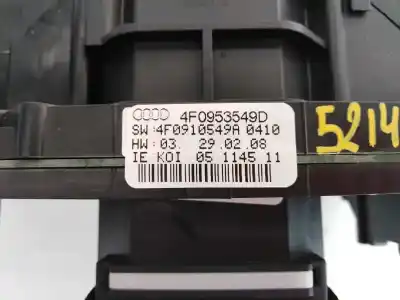 4F0953549D
SW:4F0910549A 0410
HW: 03. 29.02.08
IE KOI 05 1145 11
5214